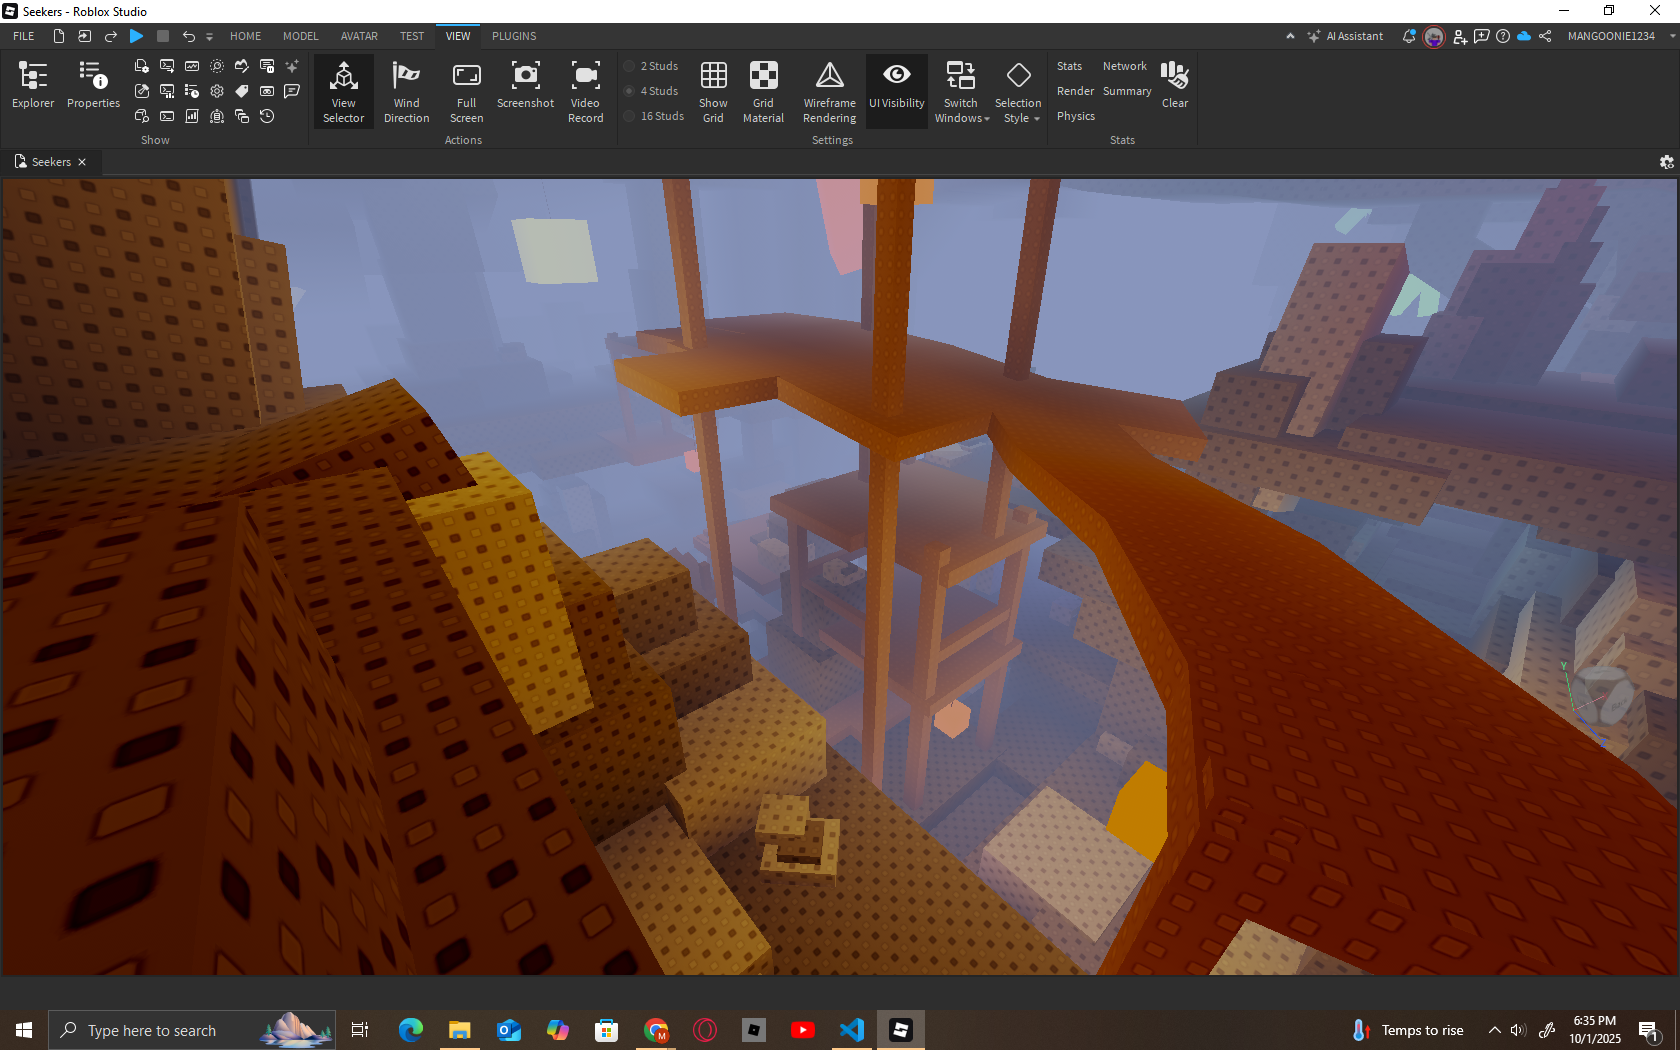 Seekers - Roblox Studio
FILE HOME MODEL AVATAR TEST VIEW PLUGINS AI Assistant MANGOONIE1234
Explorer
Properties
Show
View Selector
Wind Direction
Full Screen
Screenshot
Video Record
Actions
2 Studs
4 Studs
16 Studs
Show Grid
Grid Material
Wireframe Rendering
UI Visibility
Switch Windows
Selection Style
Settings
Stats Network
Render Summary
Physics
Clear
Stats
Seekers
Y
Type here to search
M
Temps to rise
6:35 PM
10/1/2025
1